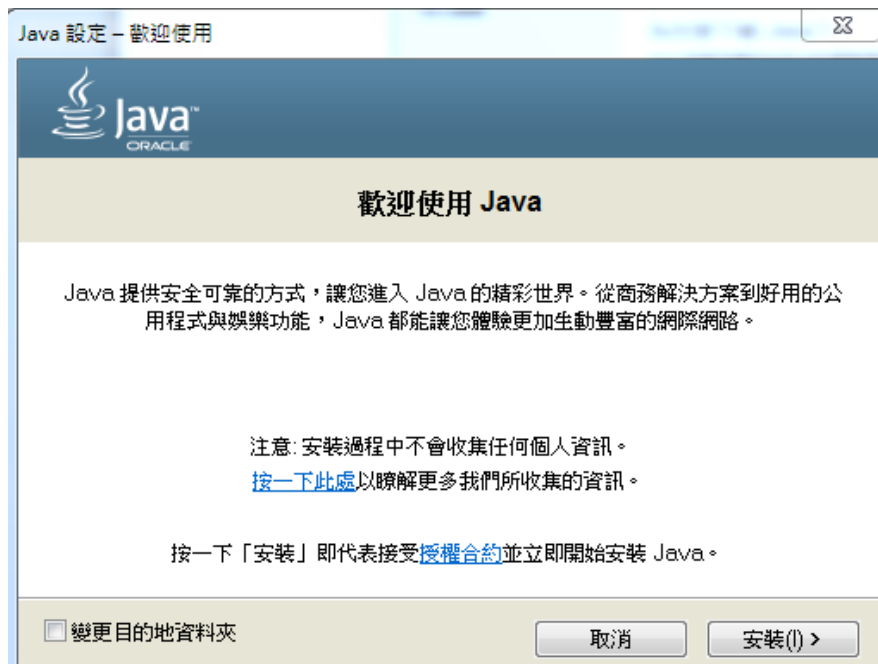 Java 設定 – 歡迎使用
Java™
ORACLE
歡迎使用 Java
Java 提供安全可靠的方式，讓您進入 Java 的精彩世界。從商務解決方案到好用的公
用程式與娛樂功能，Java 都能讓您體驗更加生動豐富的網際網路。
注意: 安裝過程中不會收集任何個人資訊。
按一下此處以瞭解更多我們所收集的資訊。
按一下「安裝」即代表接受授權合約並立即開始安裝 Java。
變更目的地資料夾
取消
安裝(I) >